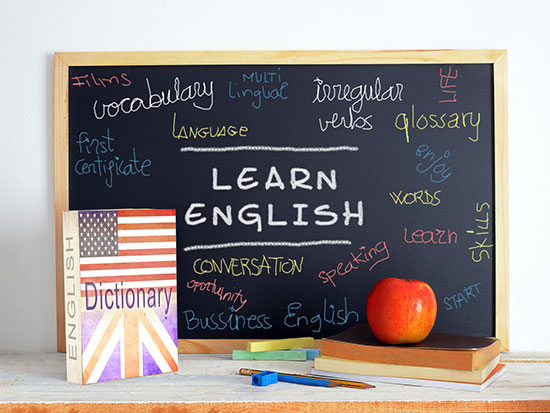 FILMS
vocabulary
MULTI
lingual
irregular
verbs
glossary
LANGUAGE
first
certificate
enjoy
LEARN
ENGLISH
WORDS
learn
SKILLS
CONVERSATION
speaking
oportunity
START
Bussiness English
ENGLISH
Dictionary